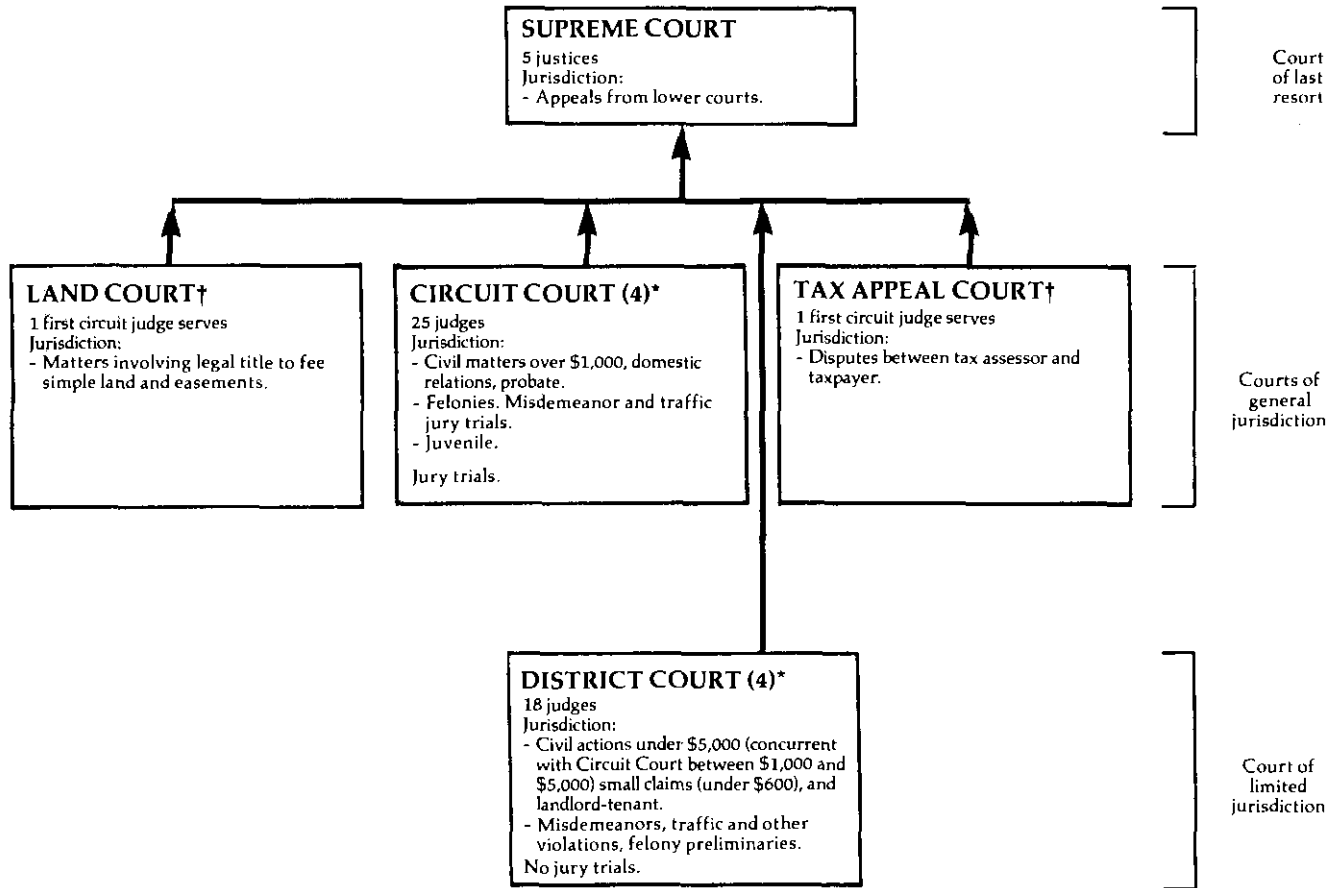 SUPREME COURT
5 justices
Jurisdiction:
- Appeals from lower courts.
Court
of last
resort
LAND COURT†
1 first circuit judge serves
Jurisdiction:
- Matters involving legal title to fee
simple land and easements.
CIRCUIT COURT (4)*
25 judges
Jurisdiction:
- Civil matters over $1,000, domestic
relations, probate.
- Felonies. Misdemeanor and traffic
jury trials.
- Juvenile.
Jury trials.
TAX APPEAL COURT†
1 first circuit judge serves
Jurisdiction:
- Disputes between tax assessor and
taxpayer.
Courts of
general
jurisdiction
DISTRICT COURT (4)*
18 judges
Jurisdiction:
- Civil actions under $5,000 (concurrent
with Circuit Court between $1,000 and
$5,000) small claims (under $600), and
landlord-tenant.
- Misdemeanors, traffic and other
violations, felony preliminaries.
No jury trials.
Court of
limited
jurisdiction